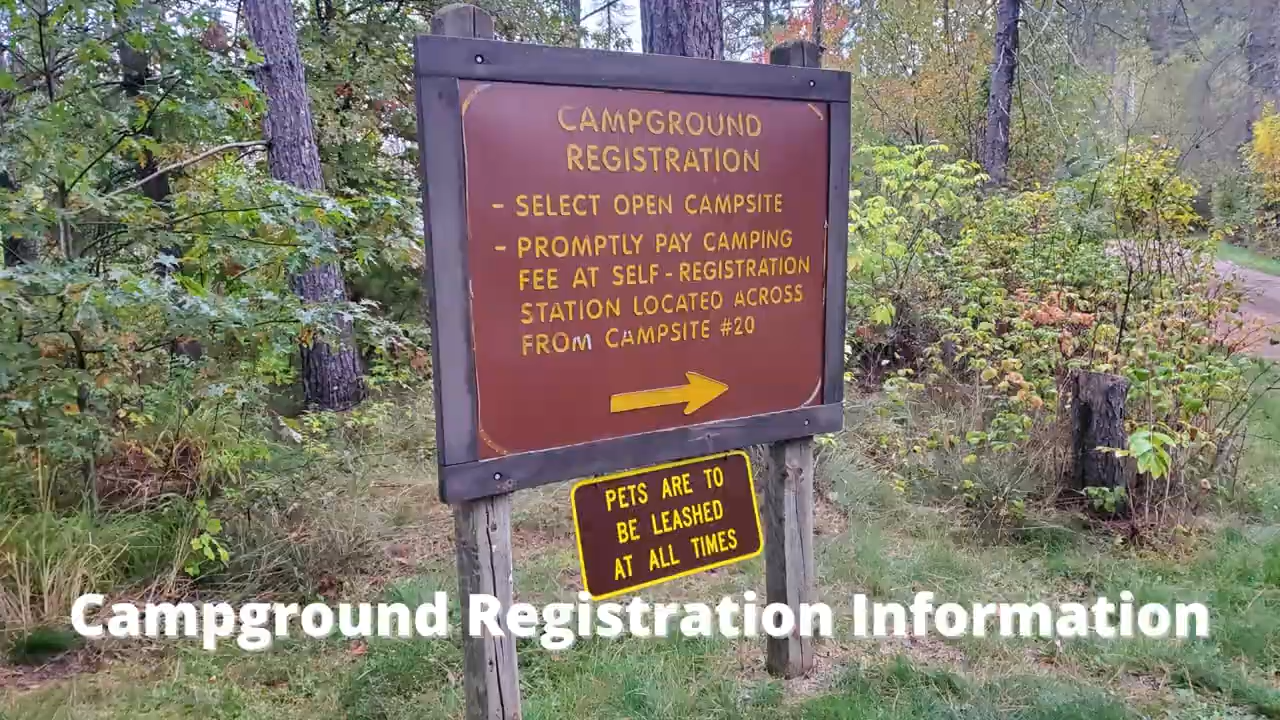 CAMPGROUND
REGISTRATION
- SELECT OPEN CAMPSITE
- PROMPTLY PAY CAMPING
FEE AT SELF-REGISTRATION
STATION LOCATED ACROSS
FROM CAMPSITE #20
PETS ARE TO
BE LEASHED
AT ALL TIMES
Campground Registration Information